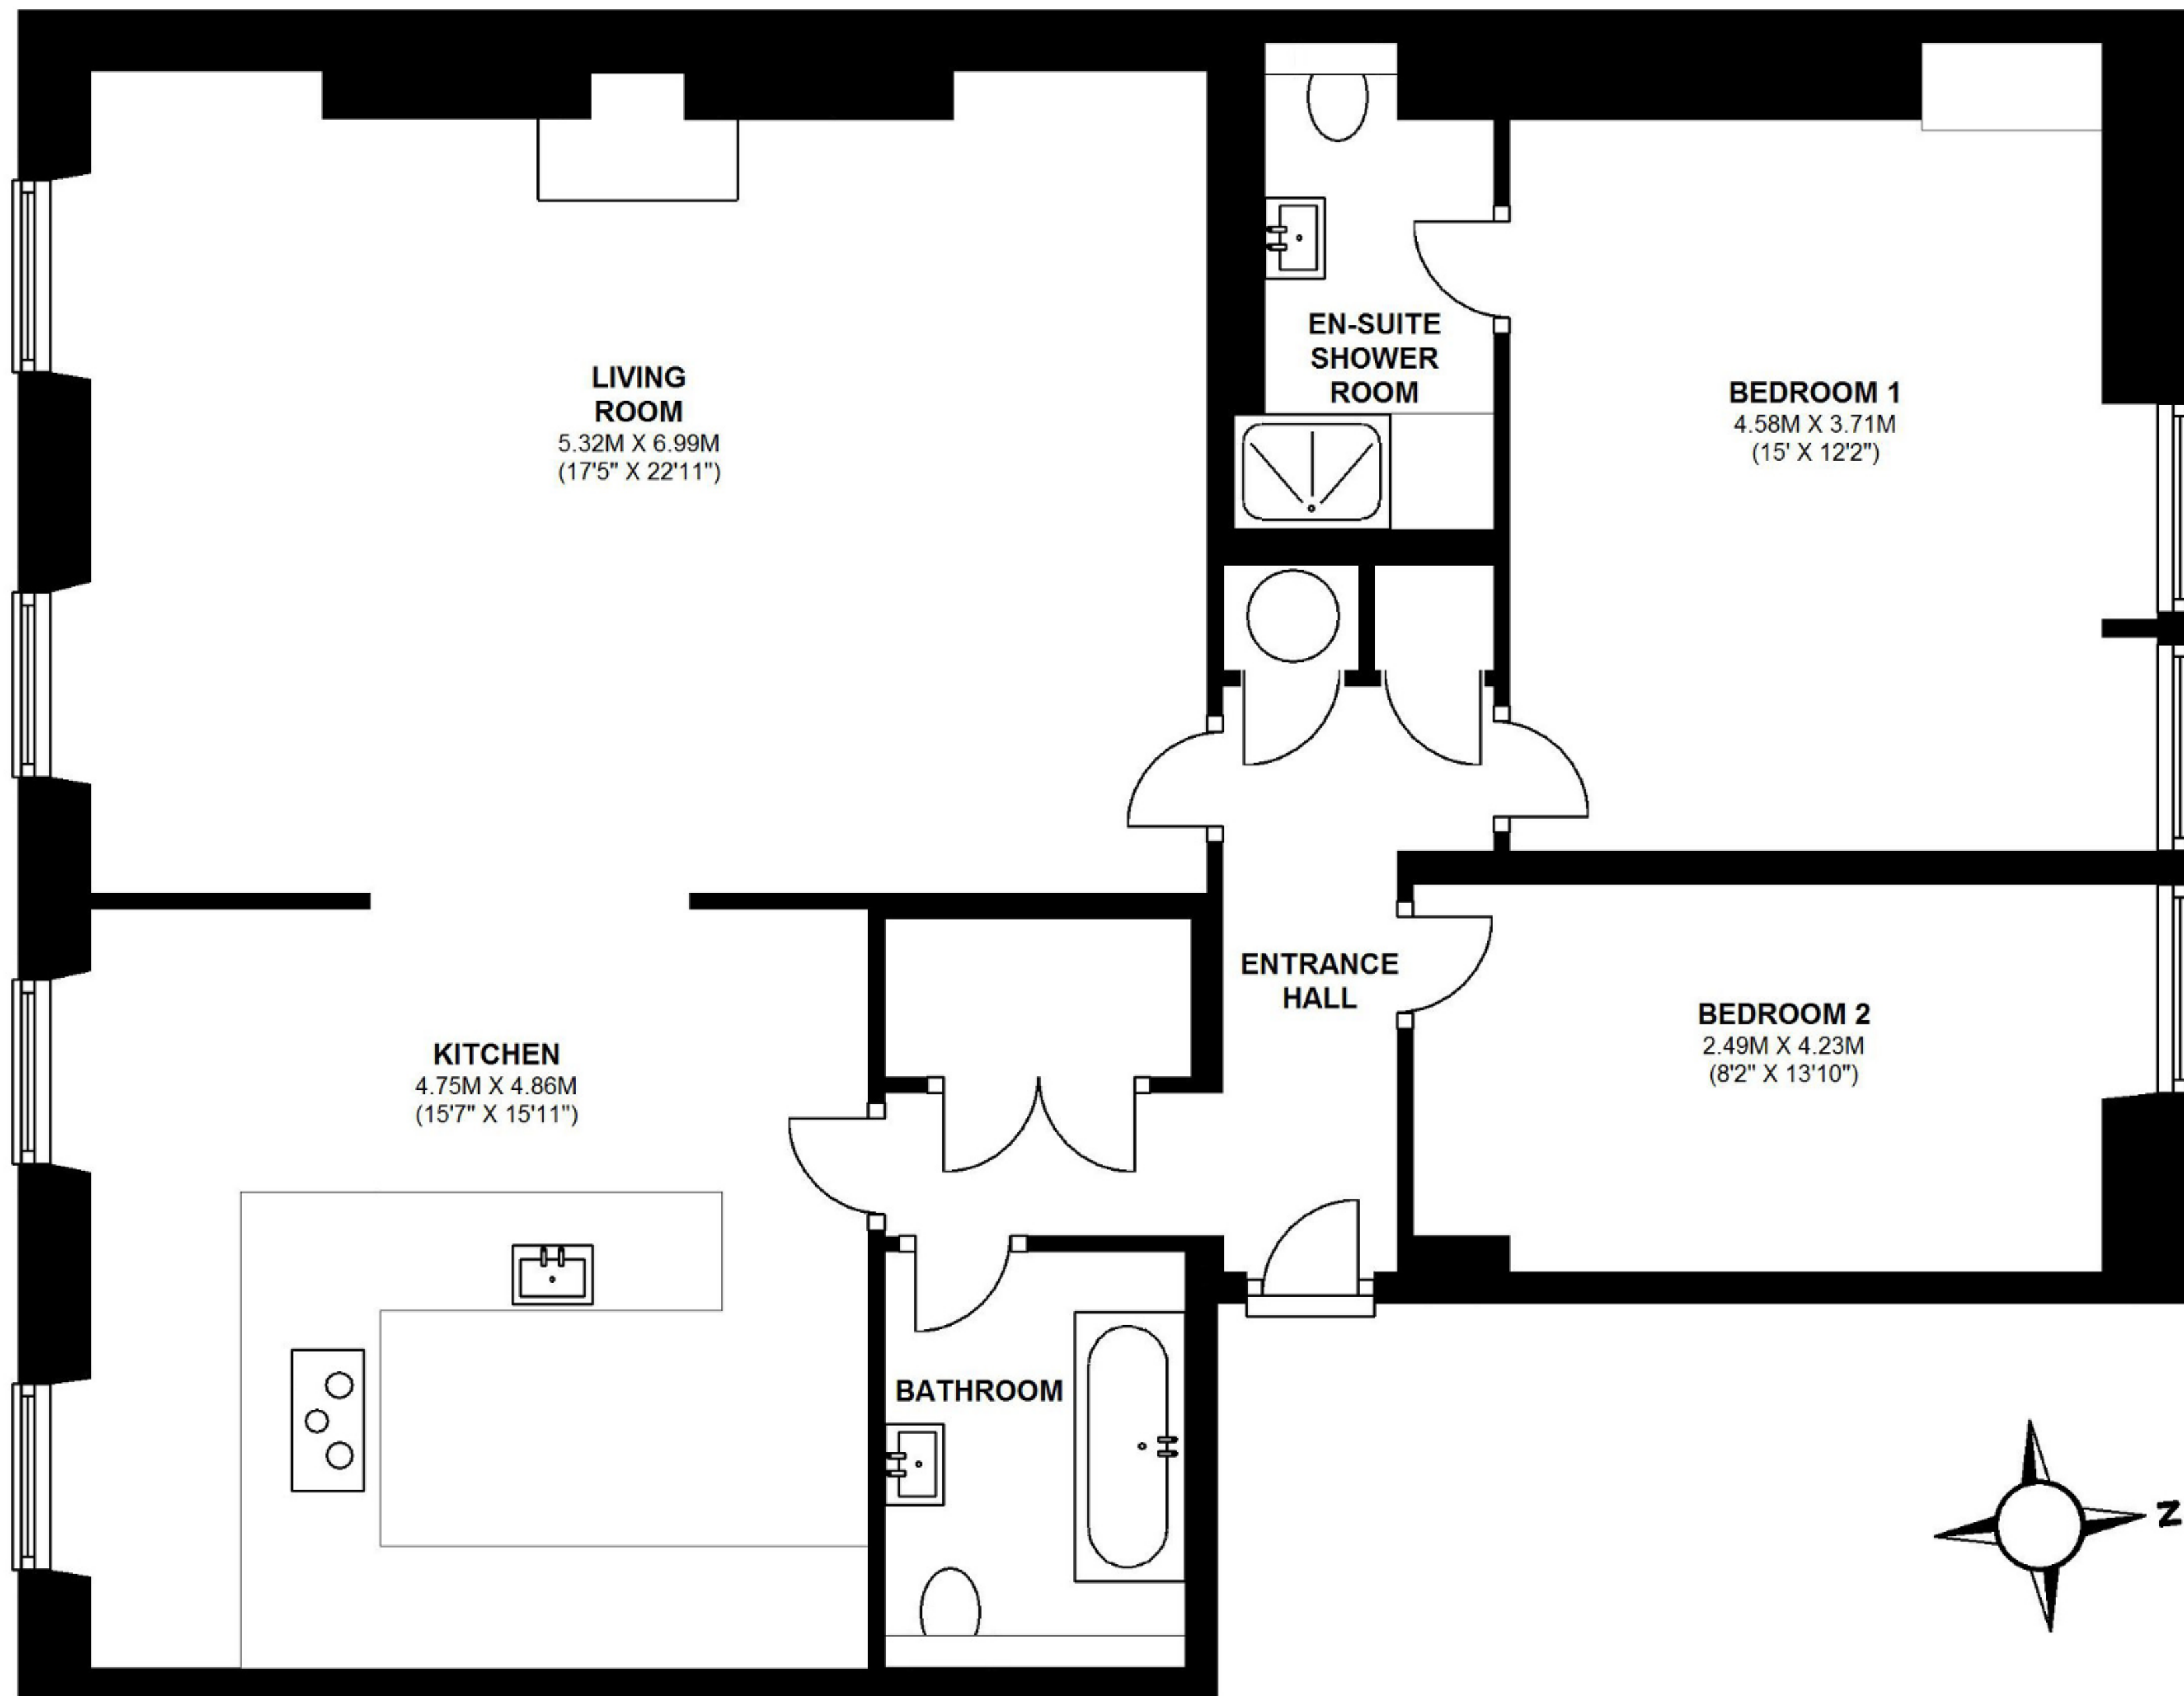 LIVING
ROOM
5.32M X 6.99M
(17'5" X 22'11")
EN-SUITE
SHOWER
ROOM
BEDROOM 1
4.58M X 3.71M
(15' X 12'2")
ENTRANCE
HALL
KITCHEN
4.75M X 4.86M
(15'7" X 15'11")
BEDROOM 2
2.49M X 4.23M
(8'2" X 13'10")
BATHROOM
N